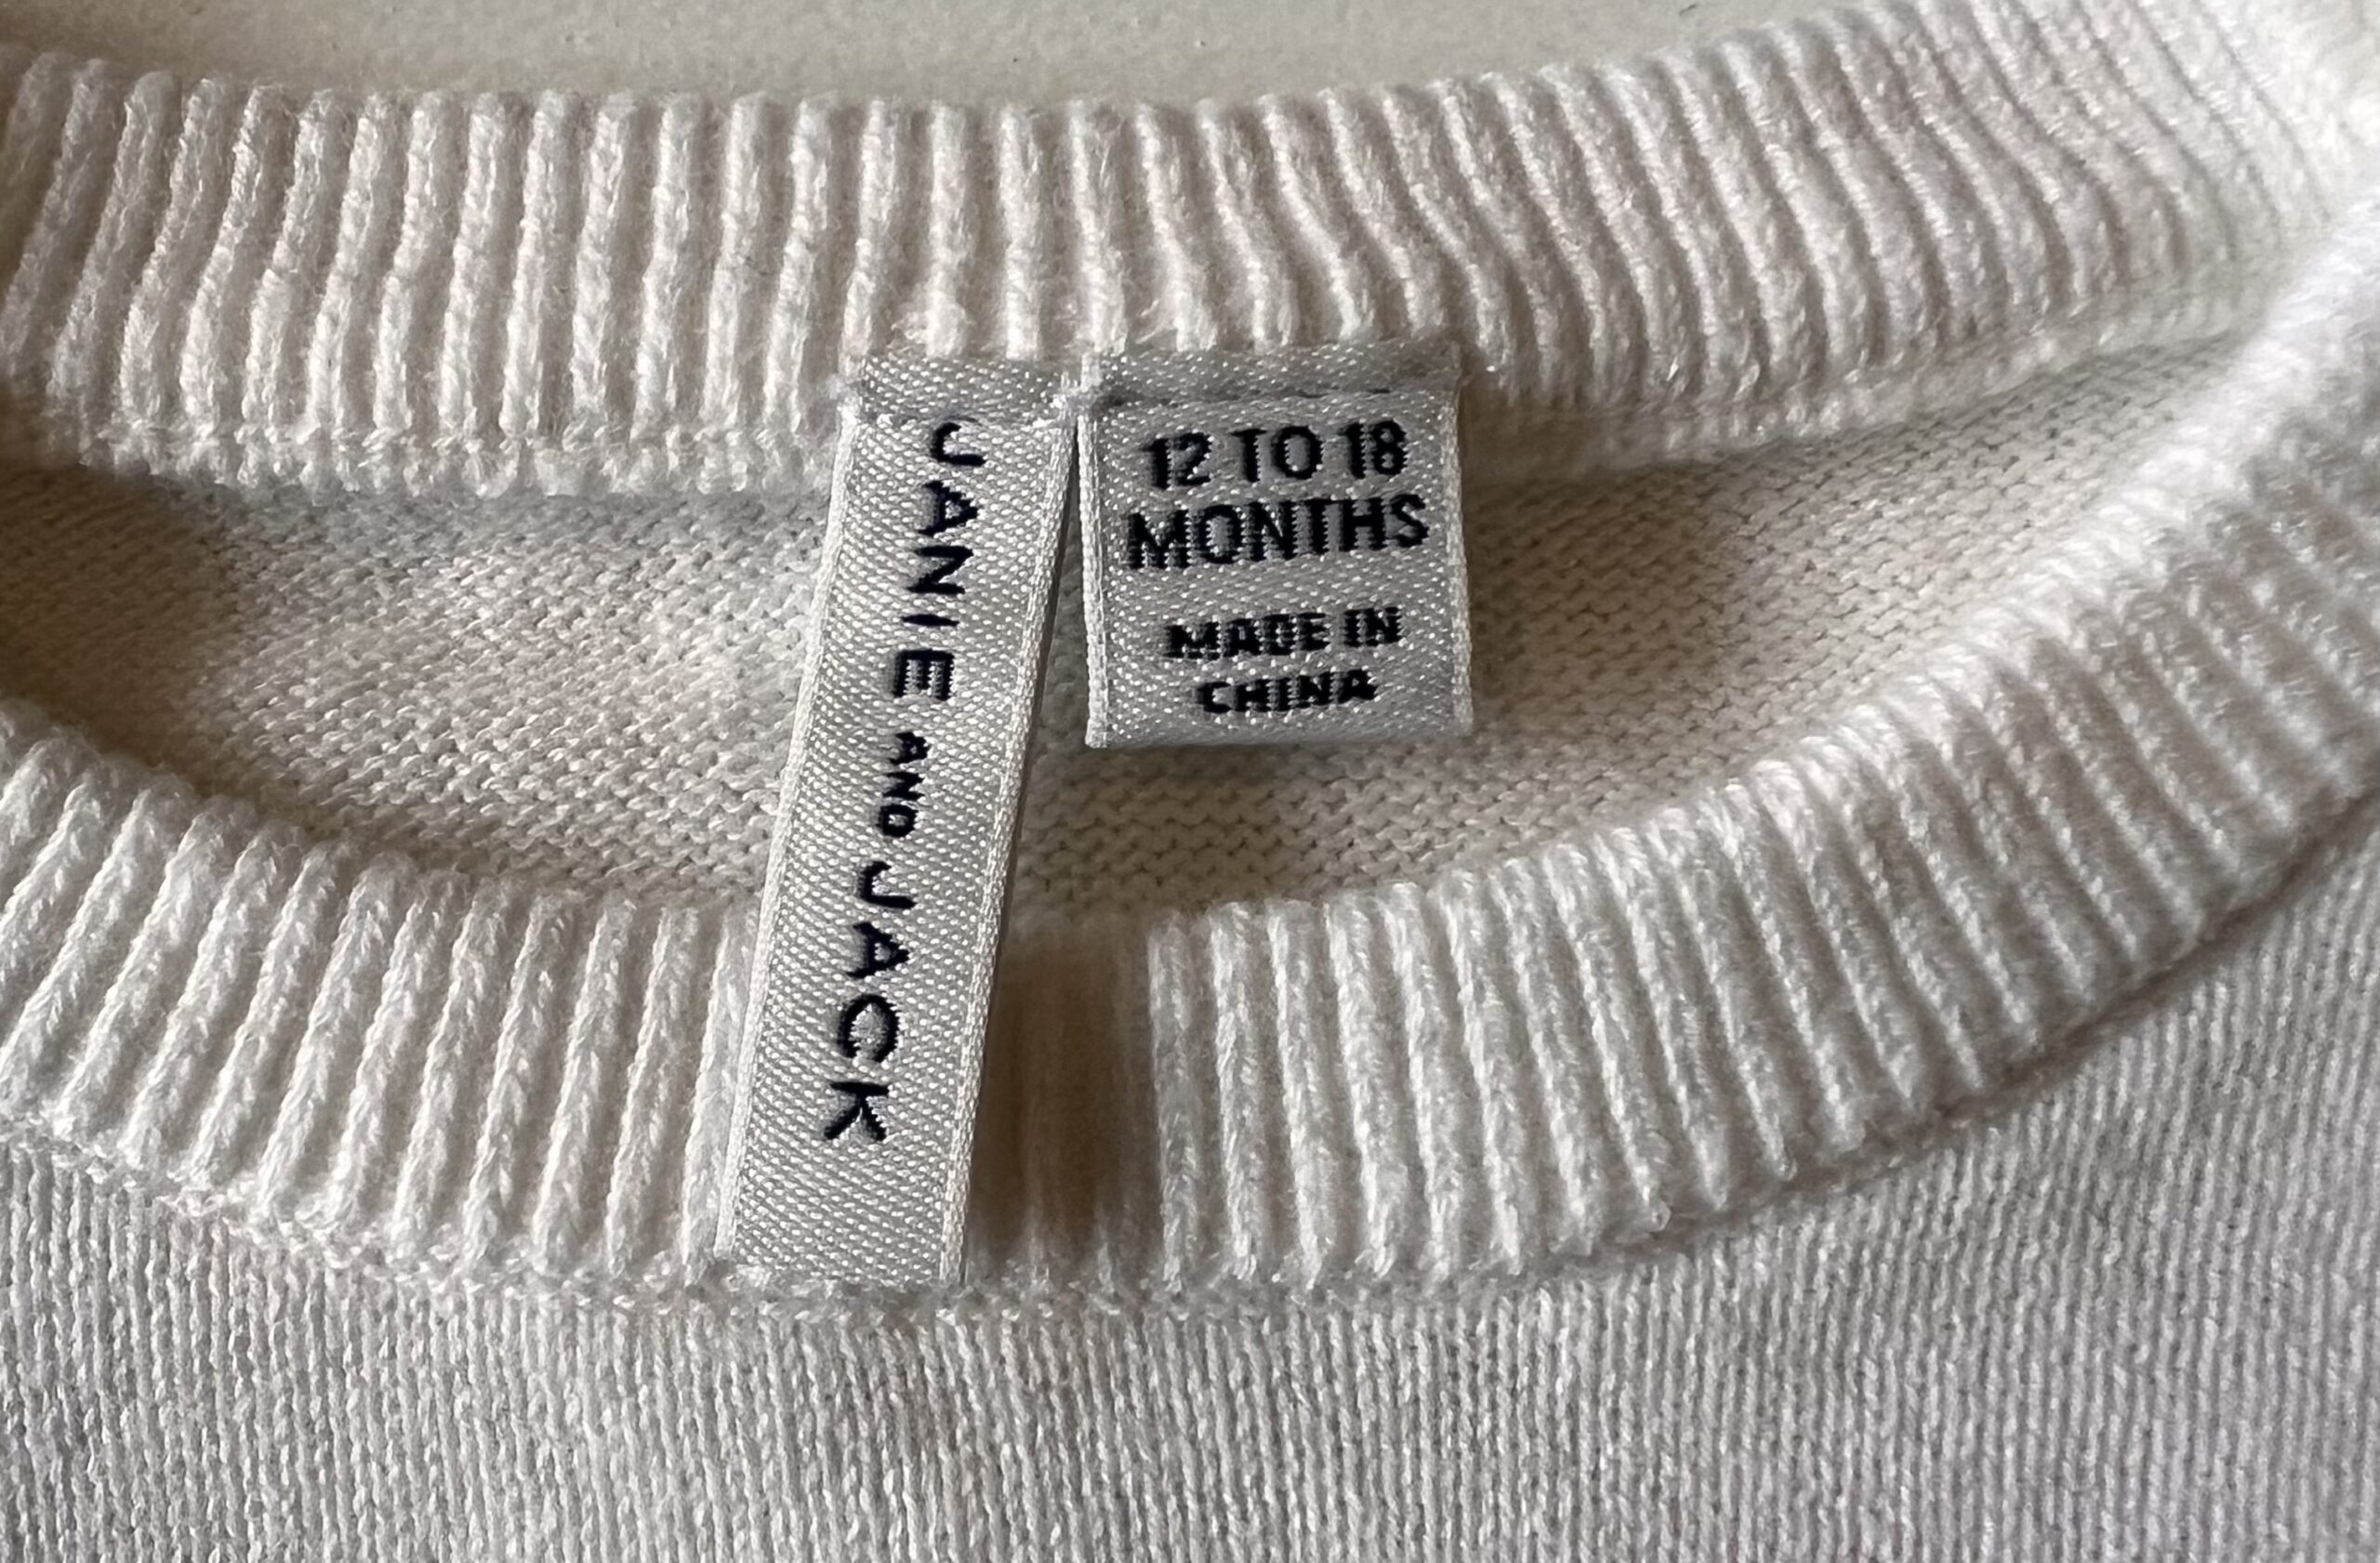 JANIE AND JACK
12 TO 18
MONTHS
MADE IN
CHINA